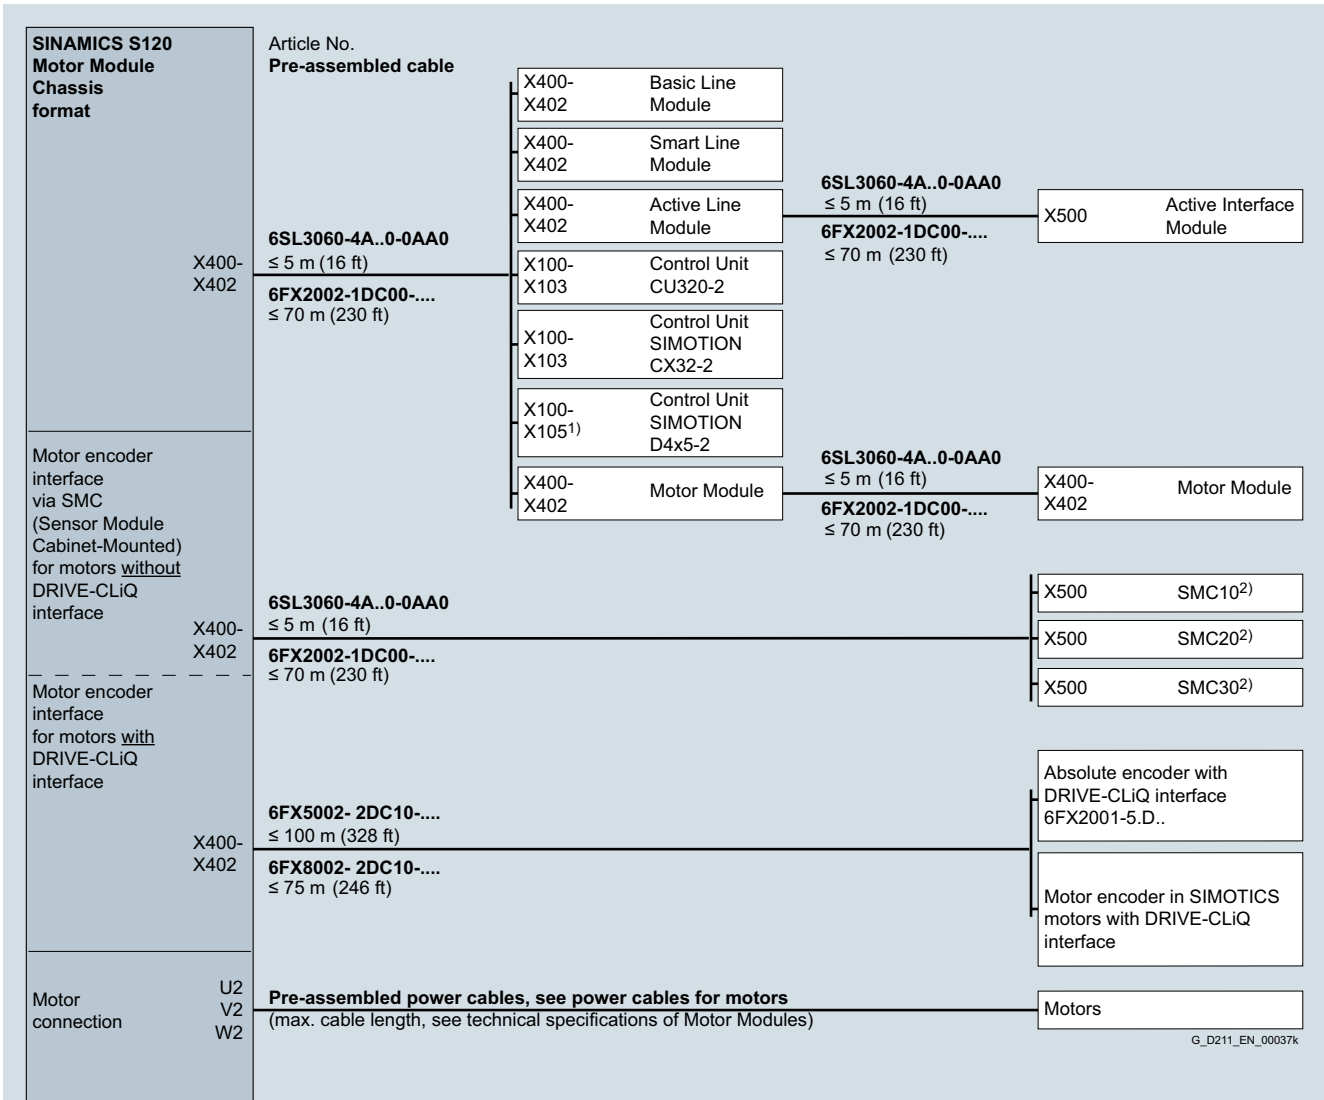 SINAMICS S120
Motor Module
Chassis
format
Article No.
Pre-assembled cable
X400-
X402
6SL3060-4A..0-0AA0
≤ 5 m (16 ft)
6FX2002-1DC00-....
≤ 70 m (230 ft)
X400-
X402
Basic Line
Module
X400-
X402
Smart Line
Module
X400-
X402
Active Line
Module
6SL3060-4A..0-0AA0
≤ 5 m (16 ft)
6FX2002-1DC00-....
≤ 70 m (230 ft)
X500
Active Interface
Module
X100-
X103
Control Unit
CU320-2
X100-
X103
Control Unit
SIMOTION
CX32-2
X100-
X1051)
Control Unit
SIMOTION
D4x5-2
X400-
X402
Motor Module
6SL3060-4A..0-0AA0
≤ 5 m (16 ft)
6FX2002-1DC00-....
≤ 70 m (230 ft)
X400-
X402
Motor Module
Motor encoder
interface
via SMC
(Sensor Module
Cabinet-Mounted)
for motors without
DRIVE-CLiQ
interface
X400-
X402
6SL3060-4A..0-0AA0
≤ 5 m (16 ft)
6FX2002-1DC00-....
≤ 70 m (230 ft)
X500 SMC102)
X500 SMC202)
X500 SMC302)
Motor encoder
interface
for motors with
DRIVE-CLiQ
interface
X400-
X402
6FX5002- 2DC10-....
≤ 100 m (328 ft)
6FX8002- 2DC10-....
≤ 75 m (246 ft)
Absolute encoder with
DRIVE-CLiQ interface
6FX2001-5.D..
Motor encoder in SIMOTICS
motors with DRIVE-CLiQ
interface
Motor
connection
U2
V2
W2
Pre-assembled power cables, see power cables for motors
(max. cable length, see technical specifications of Motor Modules)
Motors
G_D211_EN_00037k